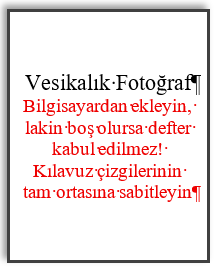 Vesikalık Fotoğraf¶
Bilgisayardan ekleyin,
lakin boş olursa defter
kabul edilmez!
Kılavuz çizgilerinin
tam ortasına sabitleyin¶